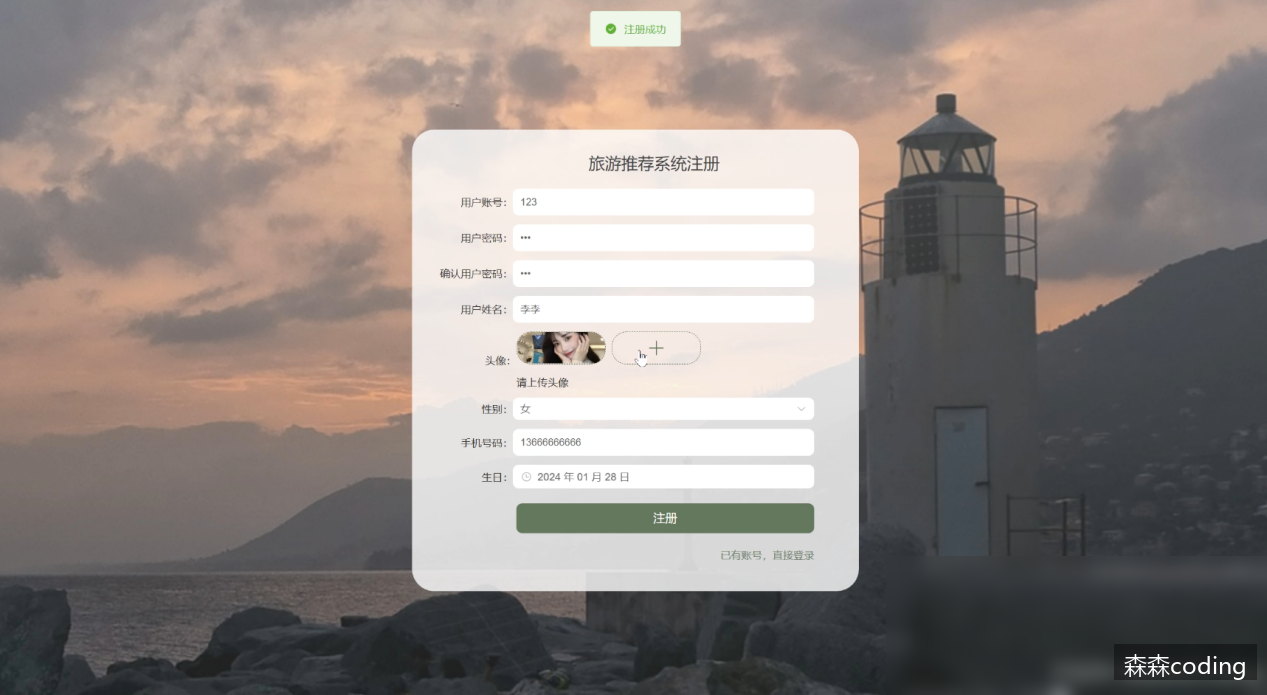 注册成功
旅游推荐系统注册
用户账号: 123
用户密码: •••
确认用户密码: •••
用户姓名: 李李
头像:
请上传头像
性别: 女
手机号码: 13666666666
生日: 2024 年 01 月 28 日
注册
已有账号，直接登录
森森coding